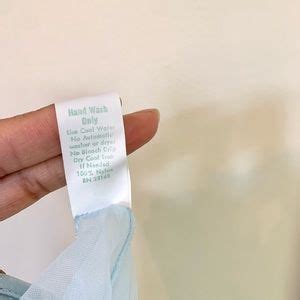 Hand Wash
Only
Use Cool Water
No Automatic
washer or dryer
No Bleach Drip
Dry Cool Iron
If Needed
100% Nylon
RN